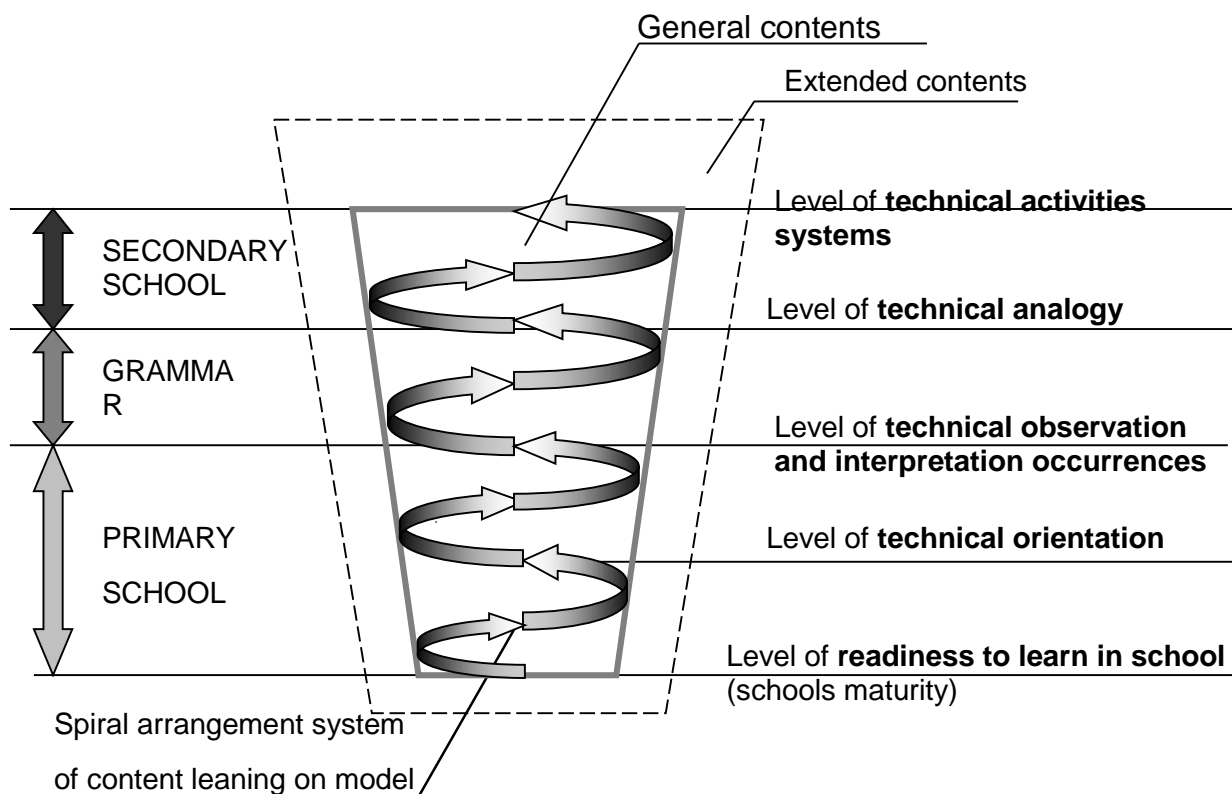 General contents
Extended contents
Level of technical activities
systems
SECONDARY
SCHOOL
Level of technical analogy
GRAMMA
R
Level of technical observation
and interpretation occurrences
PRIMARY
SCHOOL
Level of technical orientation
Level of readiness to learn in school
(schools maturity)
Spiral arrangement system
of content leaning on model